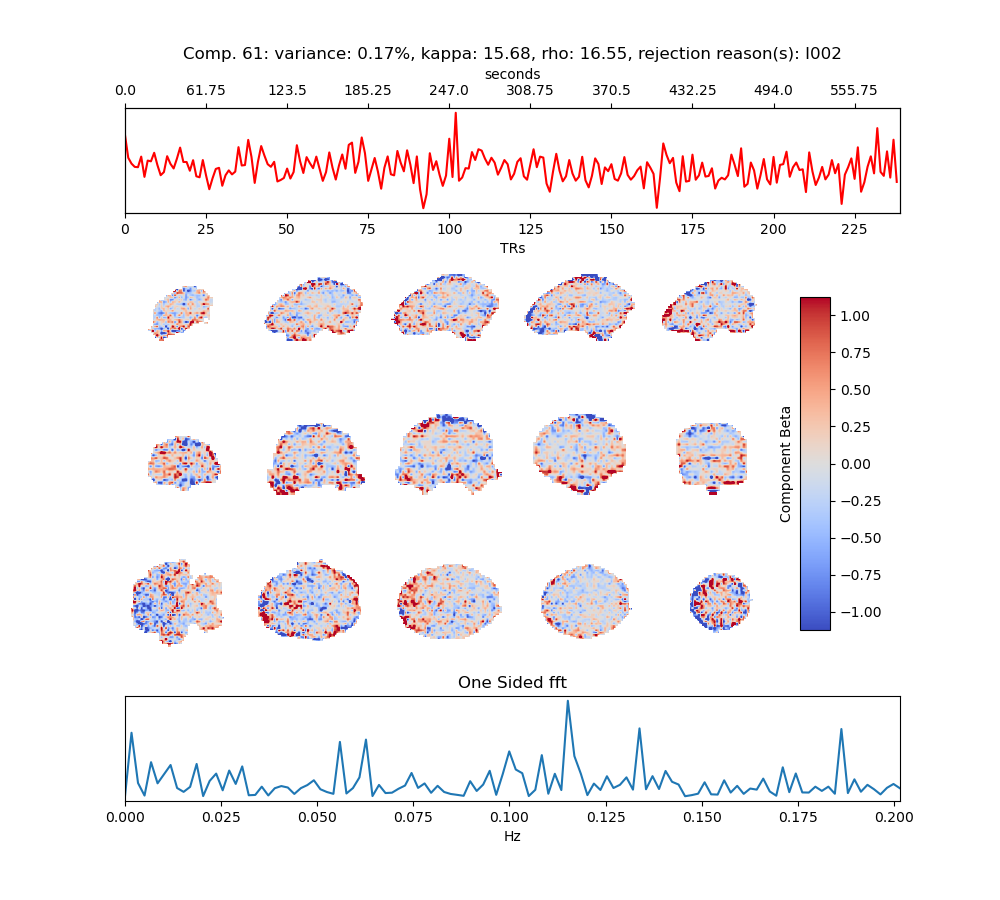 Comp. 61: variance: 0.17%, kappa: 15.68, rho: 16.55, rejection reason(s): I002
seconds
0.0 61.75 123.5 185.25 247.0 308.75 370.5 432.25 494.0 555.75
0 25 50 75 100 125 150 175 200 225
TRs
1.00
0.75
0.50
0.25
0.00
−0.25
−0.50
−0.75
−1.00
Component Beta
One Sided fft
0.000 0.025 0.050 0.075 0.100 0.125 0.150 0.175 0.200
Hz